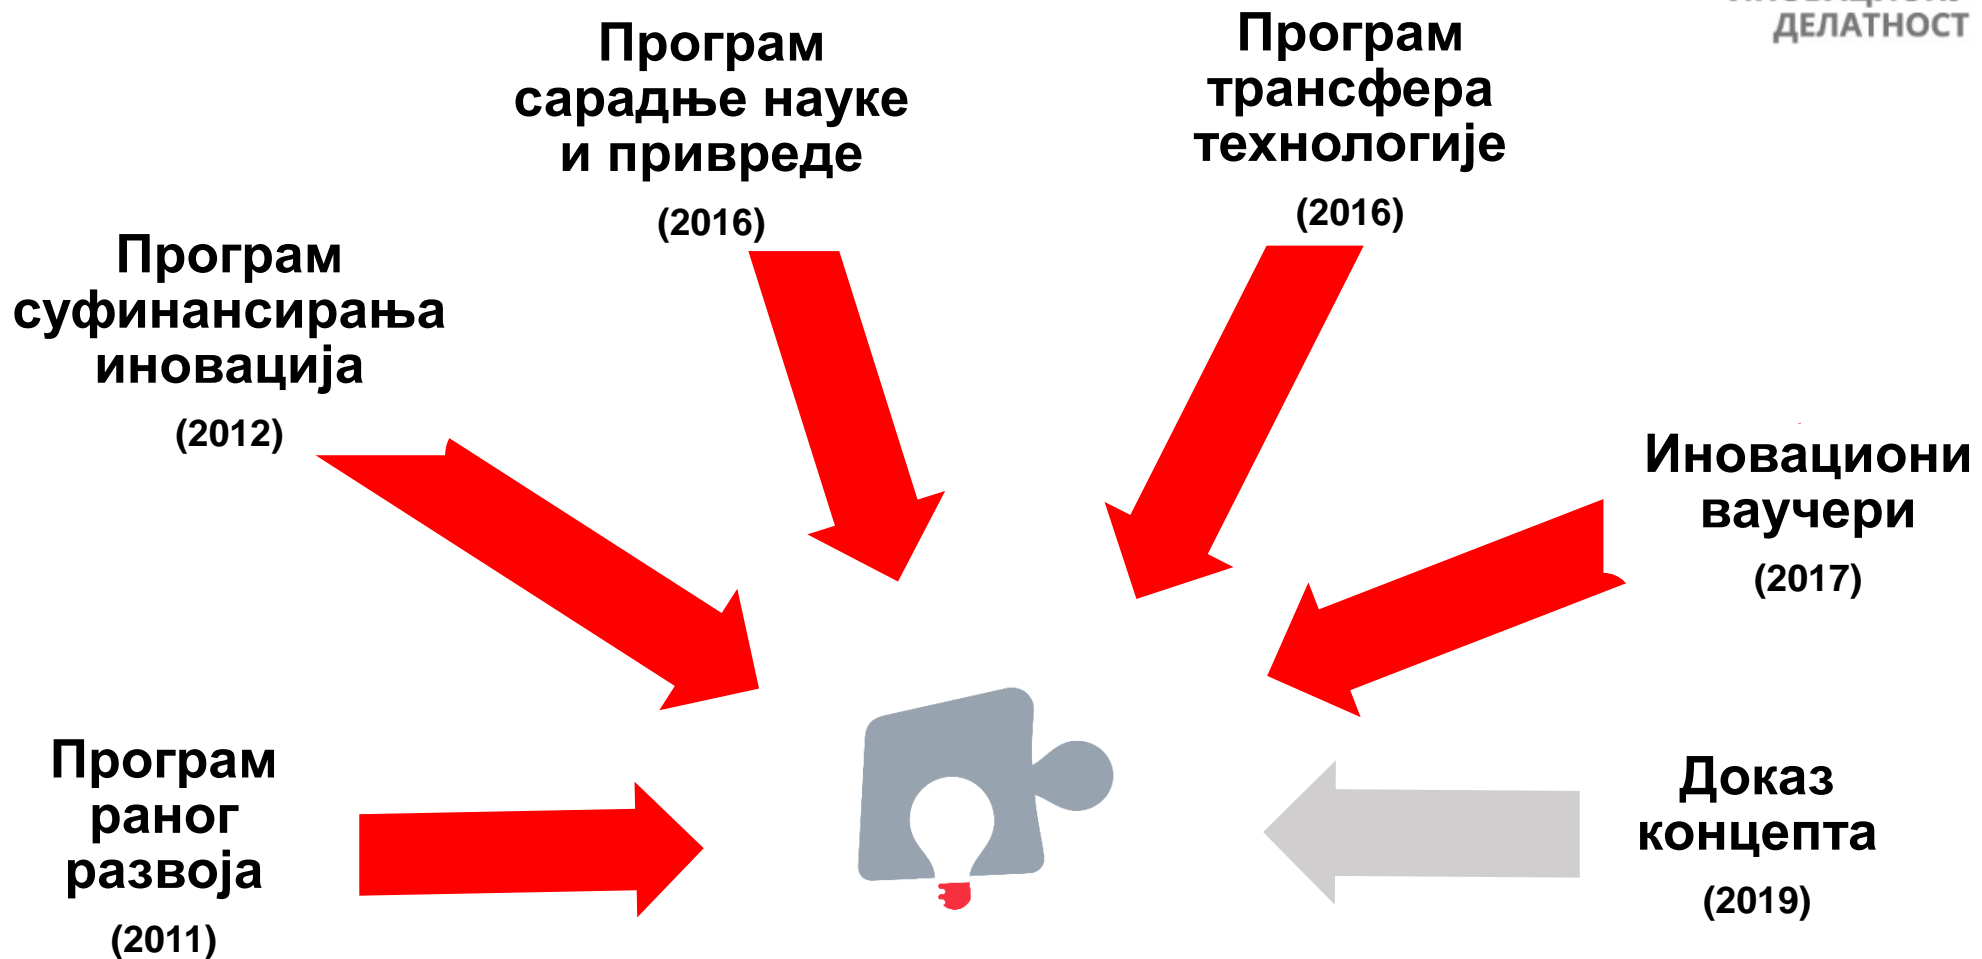 ДЕЛАТНОСТ
Програм
сарадње науке
и привреде
(2016)
Програм
трансфера
технологије
(2016)
Програм
суфинансирања
иновација
(2012)
Иновациони
ваучери
(2017)
Програм
раног
развоја
(2011)
Доказ
концепта
(2019)